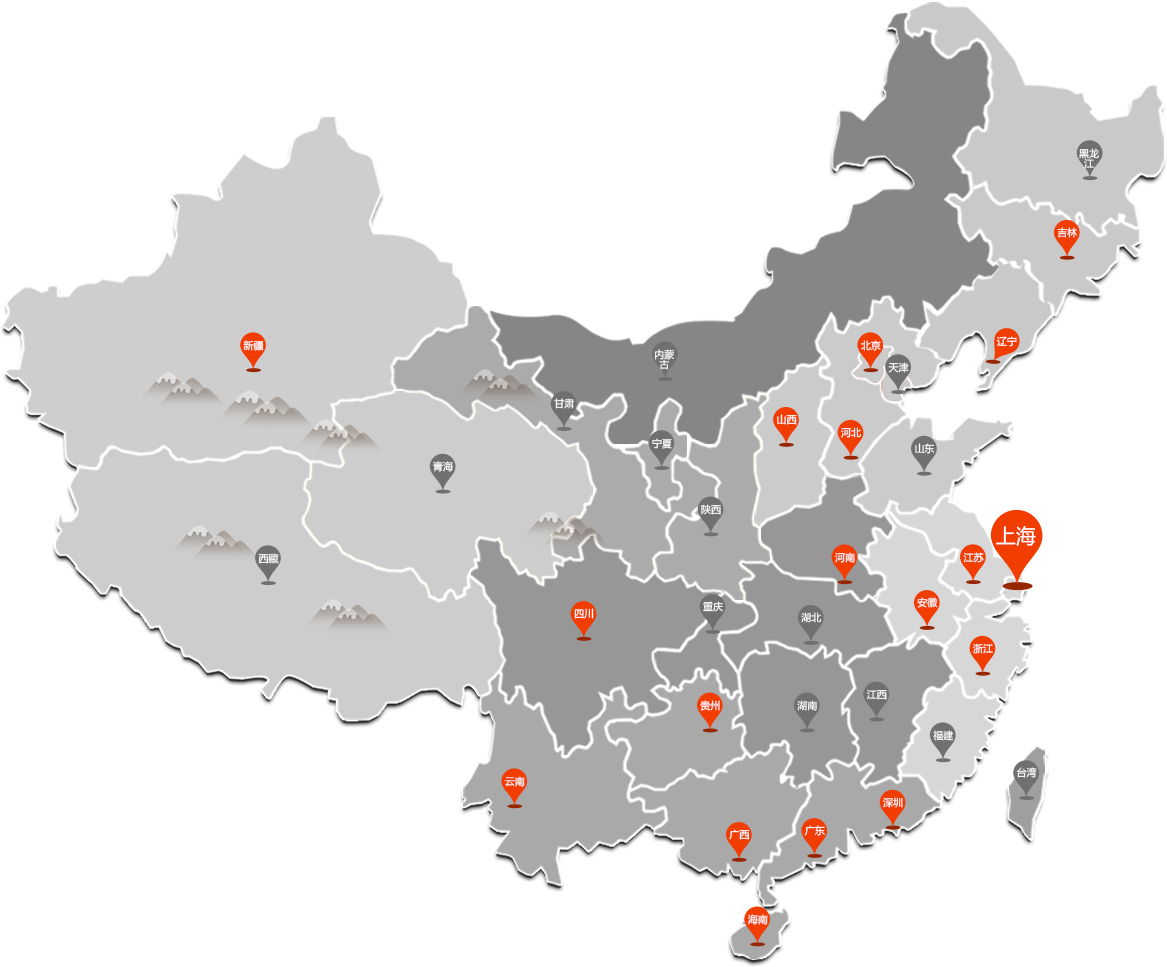 黑龙
江
吉林
辽宁
新疆
北京
内蒙
古
天津
甘肃
山西
河北
宁夏
山东
青海
陕西
上海
西藏
河南
江苏
安徽
重庆
四川
湖北
浙江
江西
贵州
湖南
福建
台湾
云南
深圳
广东
广西
海南